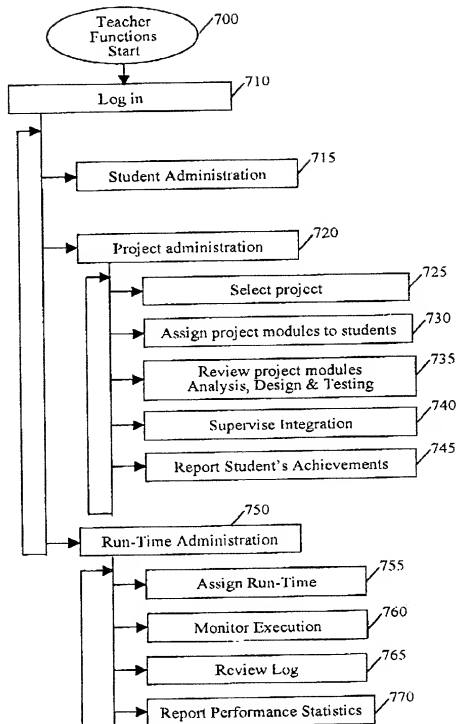 Teacher
Functions
Start
700
710
Log in
715
Student Administration
720
Project administration
725
Select project
730
Assign project modules to students
735
Review project modules
Analysis, Design & Testing
740
Supervise Integration
745
Report Student's Achievements
750
Run-Time Administration
755
Assign Run-Time
760
Monitor Execution
765
Review Log
770
Report Performance Statistics